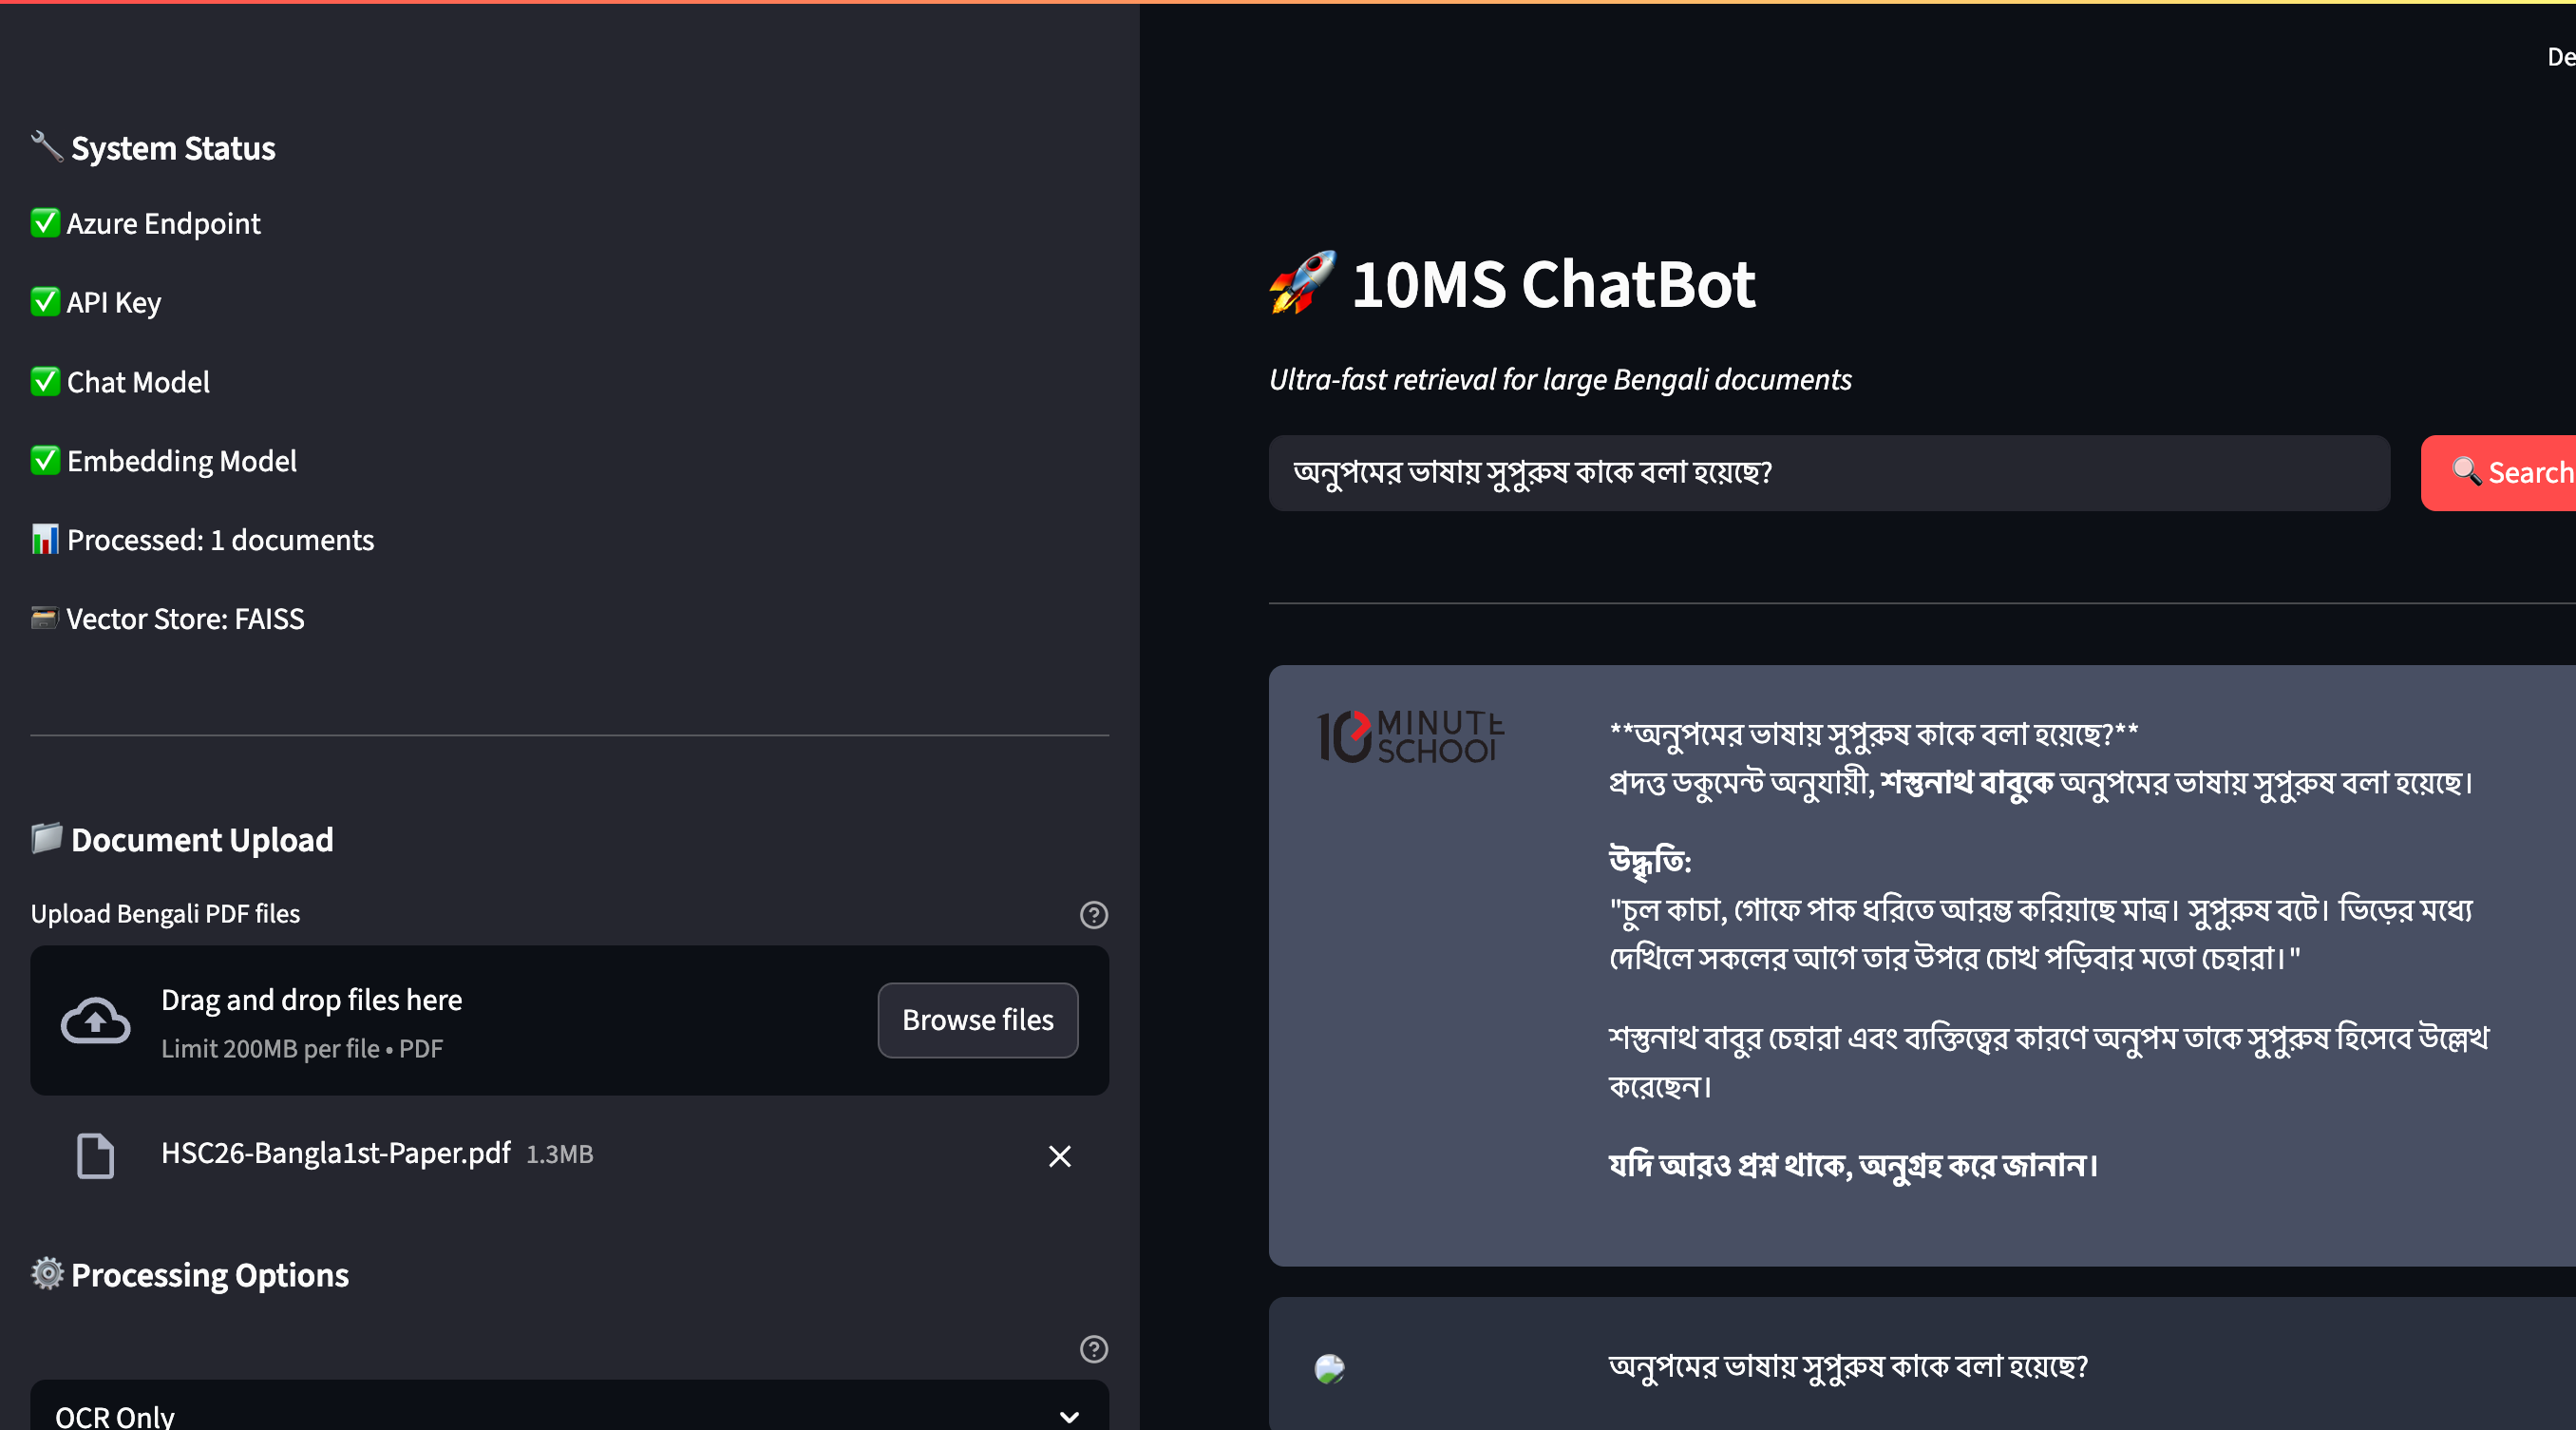 System Status
Azure Endpoint
API Key
Chat Model
Embedding Model
Processed: 1 documents
Vector Store: FAISS
Document Upload
Upload Bengali PDF files
Drag and drop files here
Limit 200MB per file • PDF
Browse files
HSC26-Bangla1st-Paper.pdf 1.3MB
Processing Options
OCR Only
De
10MS ChatBot
Ultra-fast retrieval for large Bengali documents
অনুপমের ভাষায় সুপুরুষ কাকে বলা হয়েছে?
Search
10 MINUTE
SCHOOL
**অনুপমের ভাষায় সুপুরুষ কাকে বলা হয়েছে?**
প্রদত্ত ডকুমেন্ট অনুযায়ী, শস্তুনাথ বাবুকে অনুপমের ভাষায় সুপুরুষ বলা হয়েছে।
উদ্ধৃতি:
"চুল কাচা, গোফে পাক ধরিতে আরম্ভ করিয়াছে মাত্র। সুপুরুষ বটে। ভিড়ের মধ্যে
দেখিলে সকলের আগে তার উপরে চোখ পড়িবার মতো চেহারা।"
শস্তুনাথ বাবুর চেহারা এবং ব্যক্তিত্বের কারণে অনুপম তাকে সুপুরুষ হিসেবে উল্লেখ
করেছেন।
যদি আরও প্রশ্ন থাকে, অনুগ্রহ করে জানান।
অনুপমের ভাষায় সুপুরুষ কাকে বলা হয়েছে?